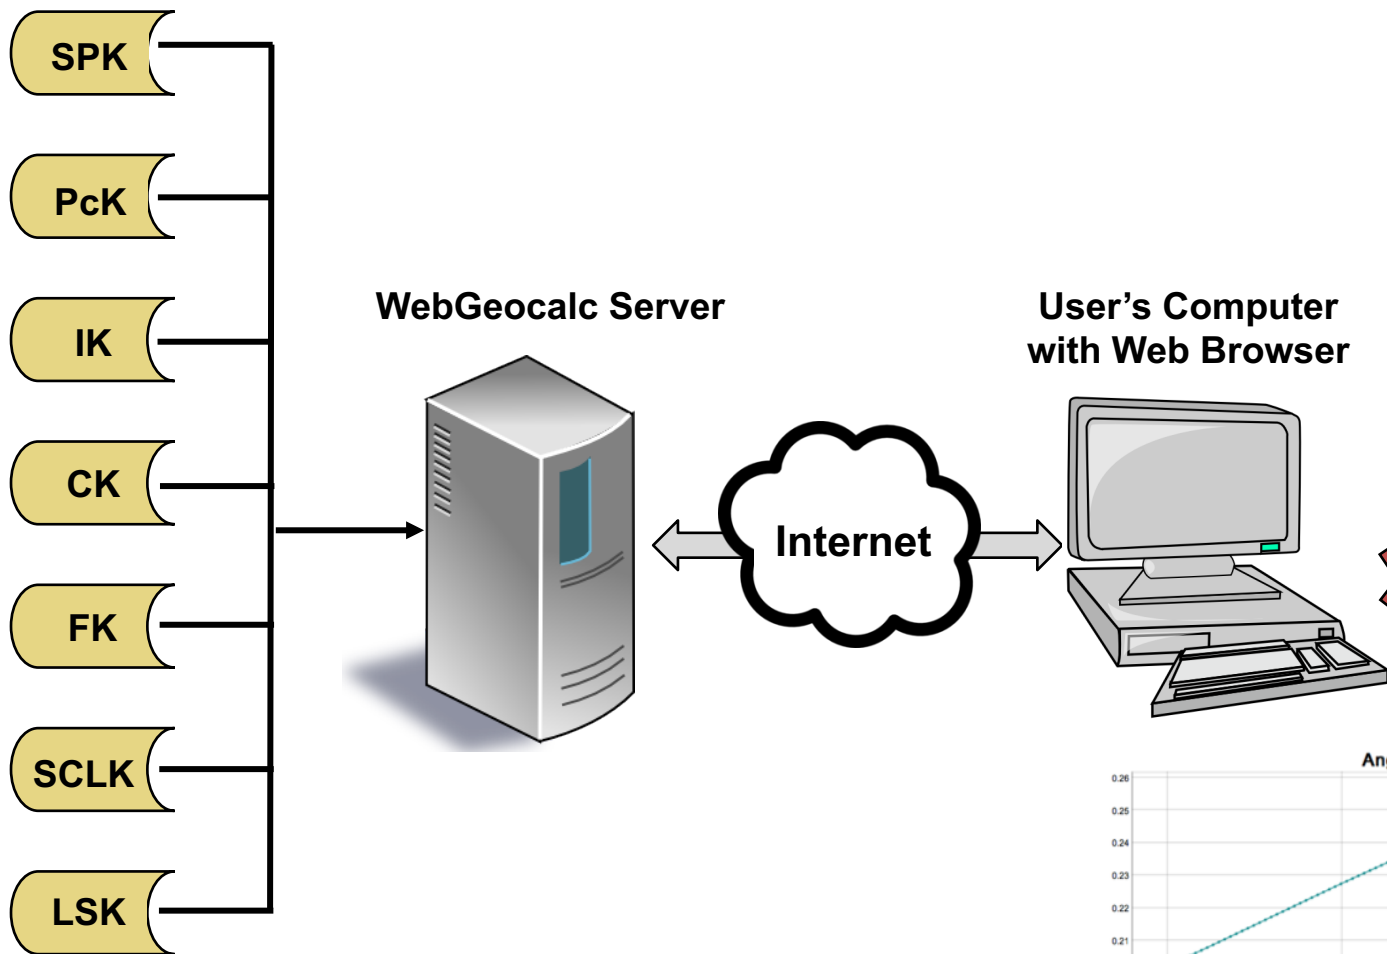 SPK
PcK
IK
CK
FK
SCLK
LSK
WebGeocalc Server
User’s Computer
with Web Browser
Internet
0.26
0.25
0.24
0.23
0.22
0.21